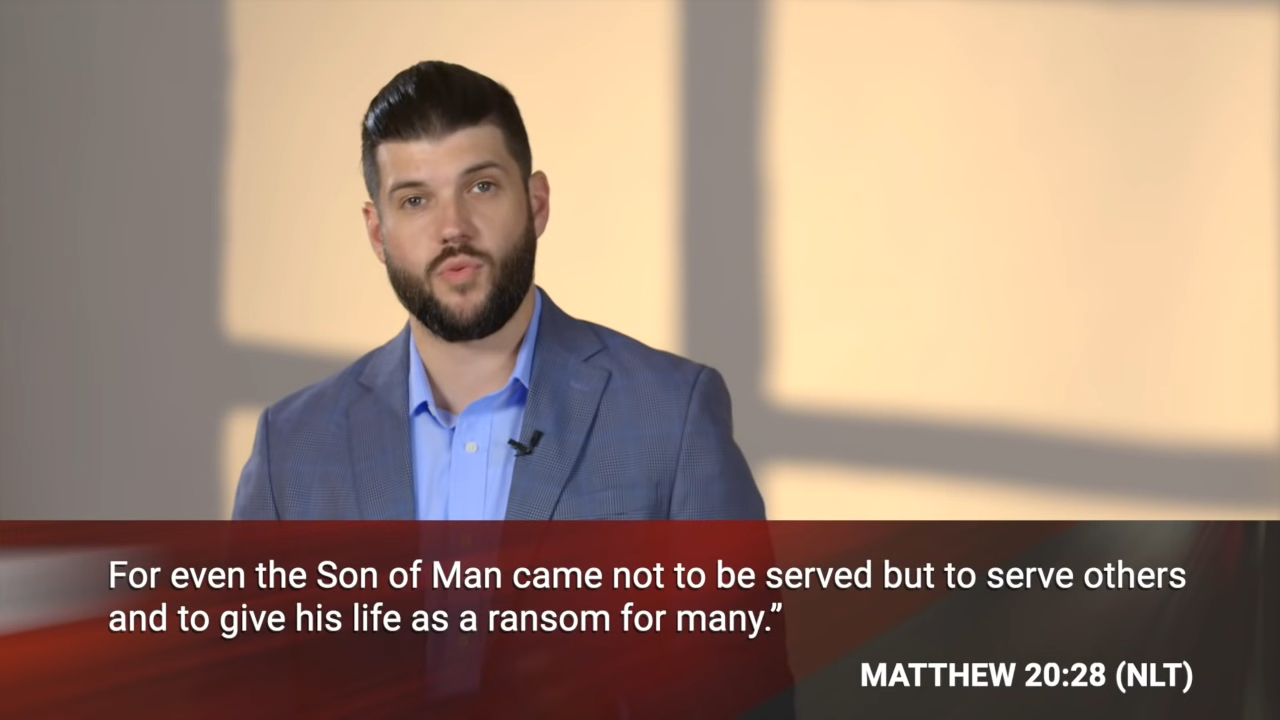 For even the Son of Man came not to be served but to serve others
and to give his life as a ransom for many.”
MATTHEW 20:28 (NLT)